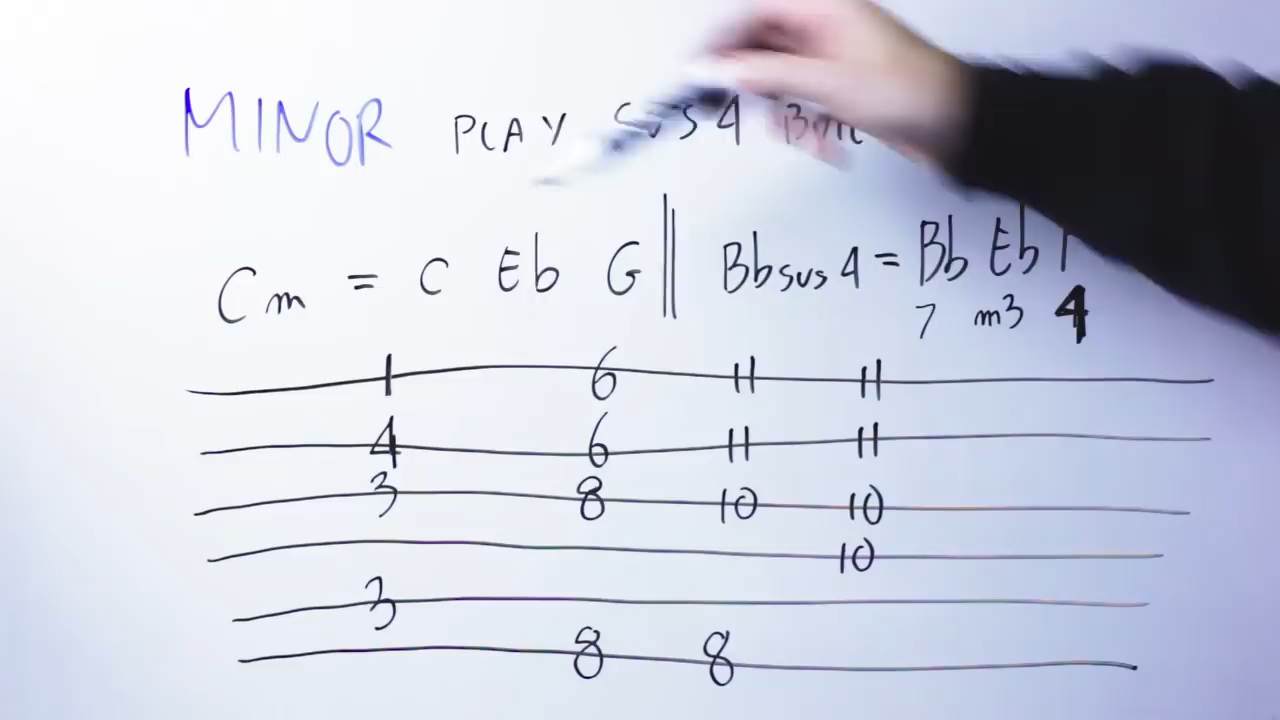 MINOR PLAY SUS4
Cm = C Eb G || Bbsus4 = Bb Eb
7 m3 4
1 6 11 11
4 6 11 11
3 8 10 10
10
3
8 8